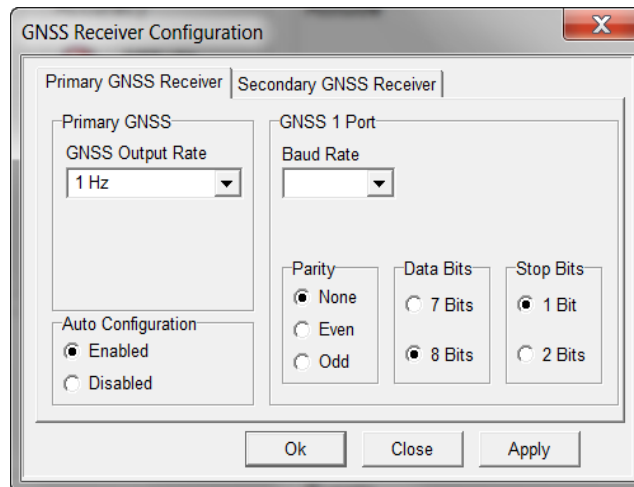 GNSS Receiver Configuration
Primary GNSS Receiver
Secondary GNSS Receiver
Primary GNSS
GNSS Output Rate
1 Hz
Auto Configuration
Enabled
Disabled
GNSS 1 Port
Baud Rate
Parity
None
Even
Odd
Data Bits
7 Bits
8 Bits
Stop Bits
1 Bit
2 Bits
Ok
Close
Apply